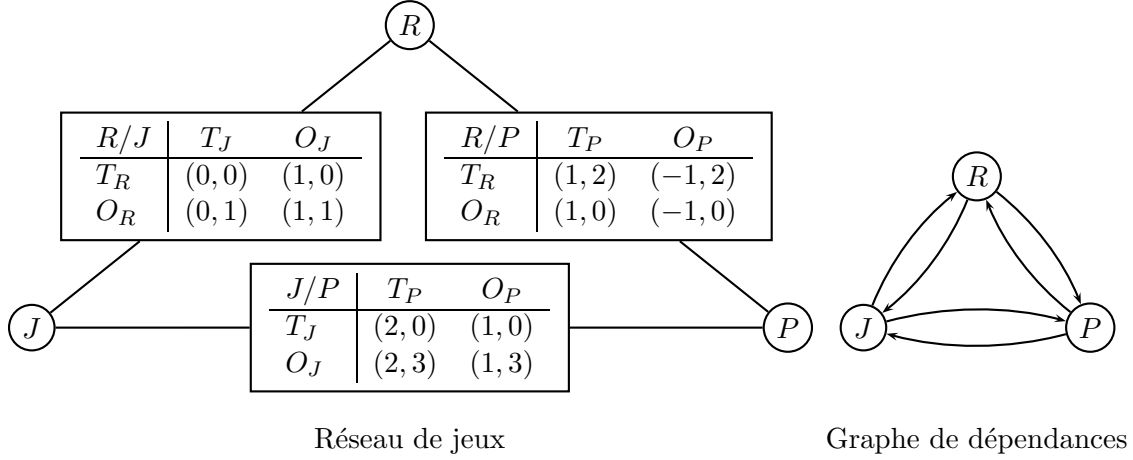 R
R/J T_J O_J
T_R (0, 0) (1, 0)
O_R (0, 1) (1, 1)
R/P T_P O_P
T_R (1, 2) (−1, 2)
O_R (1, 0) (−1, 0)
J
J/P T_P O_P
T_J (2, 0) (1, 0)
O_J (2, 3) (1, 3)
P
Réseau de jeux
R
J
P
Graphe de dépendances